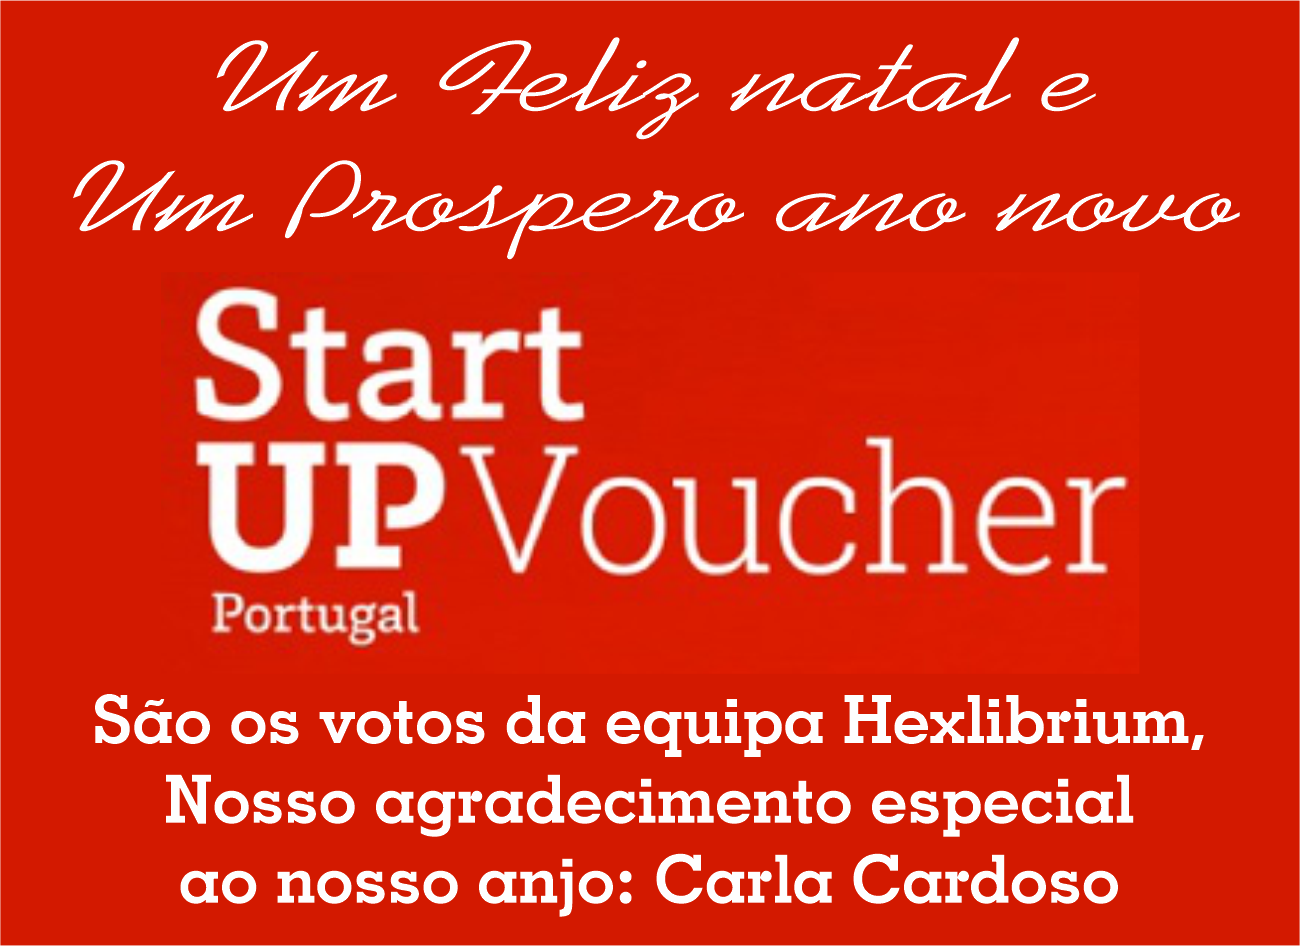 Um Feliz natal e
Um Prospero ano novo
Start
UP Voucher
Portugal
São os votos da equipa Hexlibrium,
Nosso agradecimento especial
ao nosso anjo: Carla Cardoso